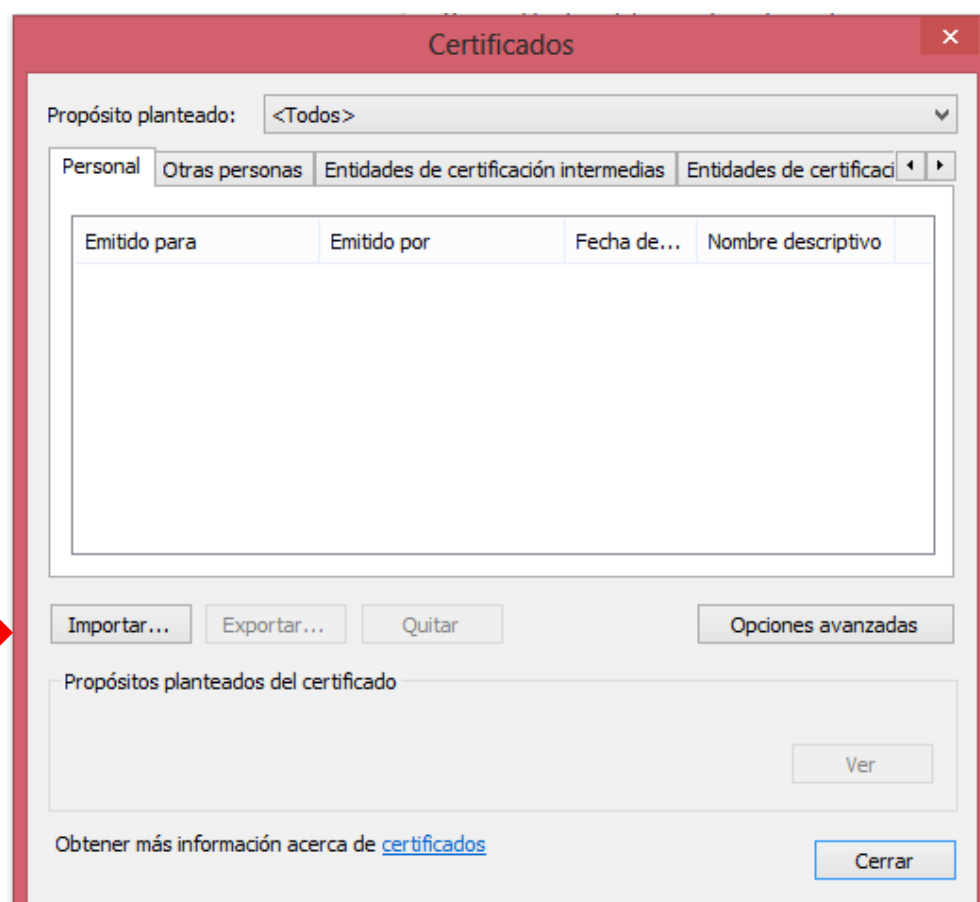 Certificados
Propósito planteado: <Todos>
Personal Otras personas Entidades de certificación intermedias Entidades de certificaci
Emitido para Emitido por Fecha de... Nombre descriptivo
Importar... Exportar... Quitar Opciones avanzadas
Propósitos planteados del certificado
Ver
Obtener más información acerca de certificados
Cerrar